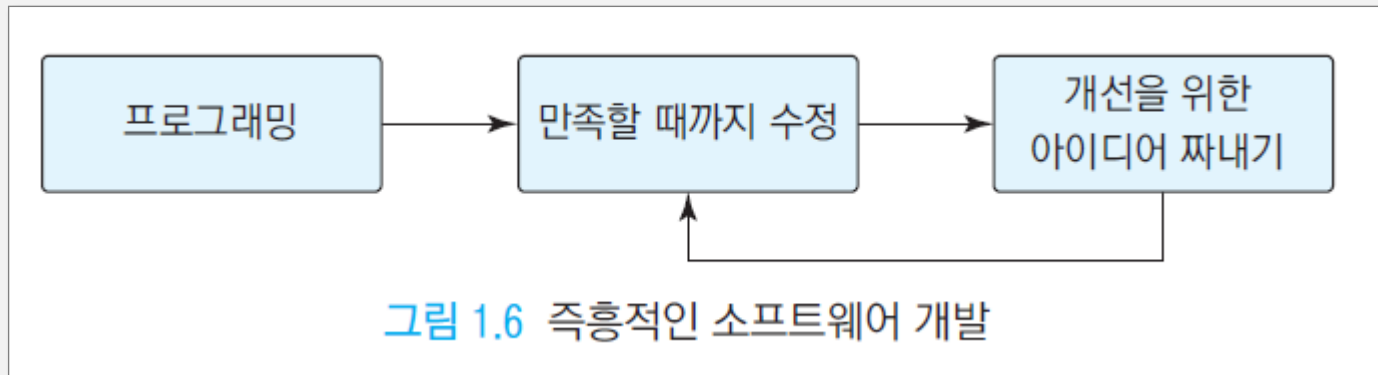 프로그래밍
만족할 때까지 수정
개선을 위한
아이디어 짜내기
그림 1.6 즉흥적인 소프트웨어 개발